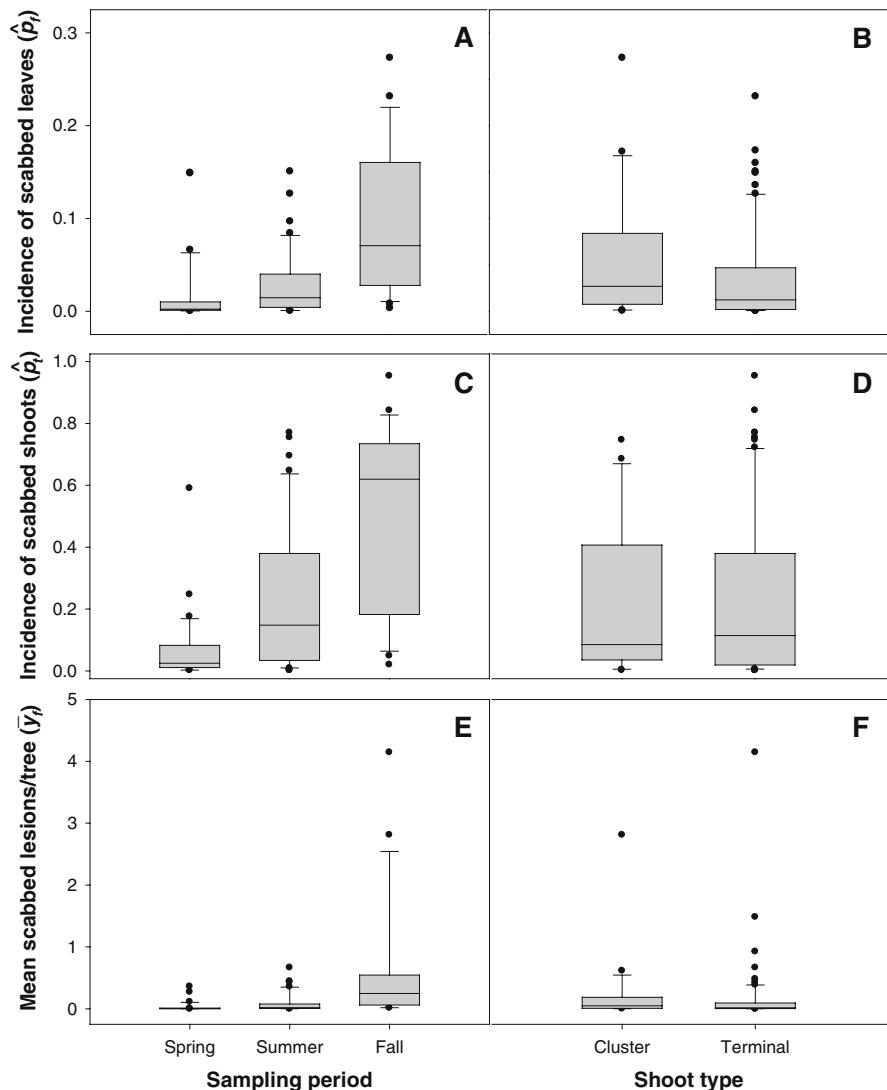 A
B
Incidence of scabbed leaves (p̂f)
0.3
0.2
0.1
0.0
C
D
Incidence of scabbed shoots (p̂t)
1.0
0.8
0.6
0.4
0.2
0.0
E
F
Mean scabbed lesions/tree (ȳf)
5
4
3
2
1
0
Spring Summer Fall
Cluster Terminal
Sampling period
Shoot type